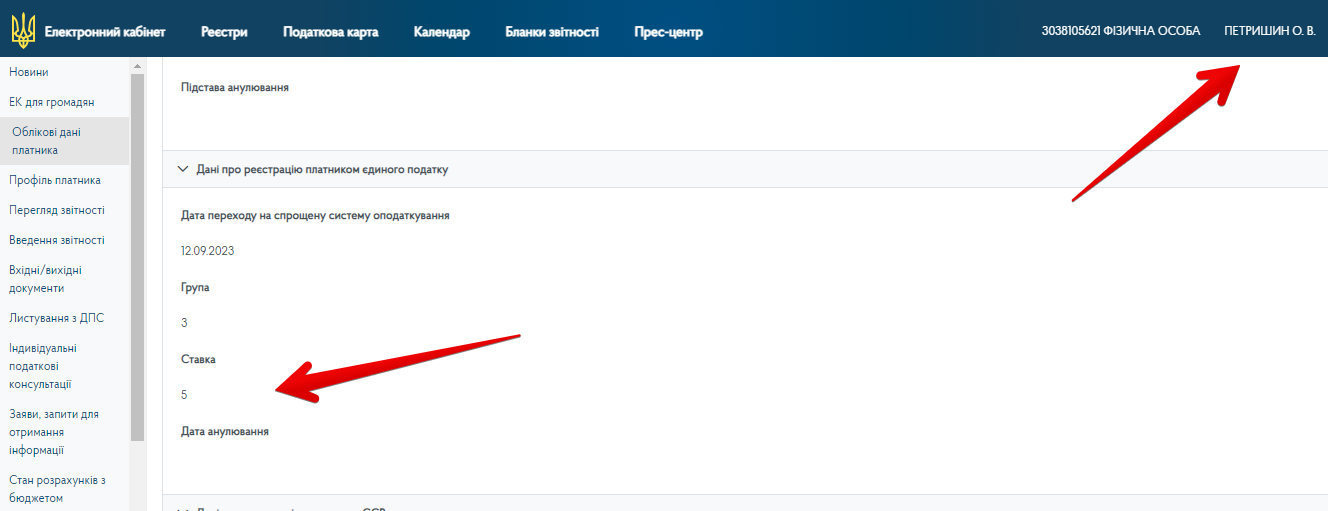 Електронний кабінет Реєстри Податкова карта Календар Бланки звітності Прес-центр 3038105621 ФІЗИЧНА ОСОБА ПЕТРИШИН О. В.
Новини
ЕК для громадян
Облікові дані
платника
Профіль платника
Перегляд звітності
Введення звітності
Вхідні/вихідні
документи
Листування з ДПС
Індивідуальні
податкові
консультації
Заяви, запити для
отримання
інформації
Стан розрахунків з
бюджетом
Підстава анулювання
Дані про реєстрацію платником єдиного податку
Дата переходу на спрощену систему оподаткування
12.09.2023
Група
3
Ставка
5
Дата анулювання